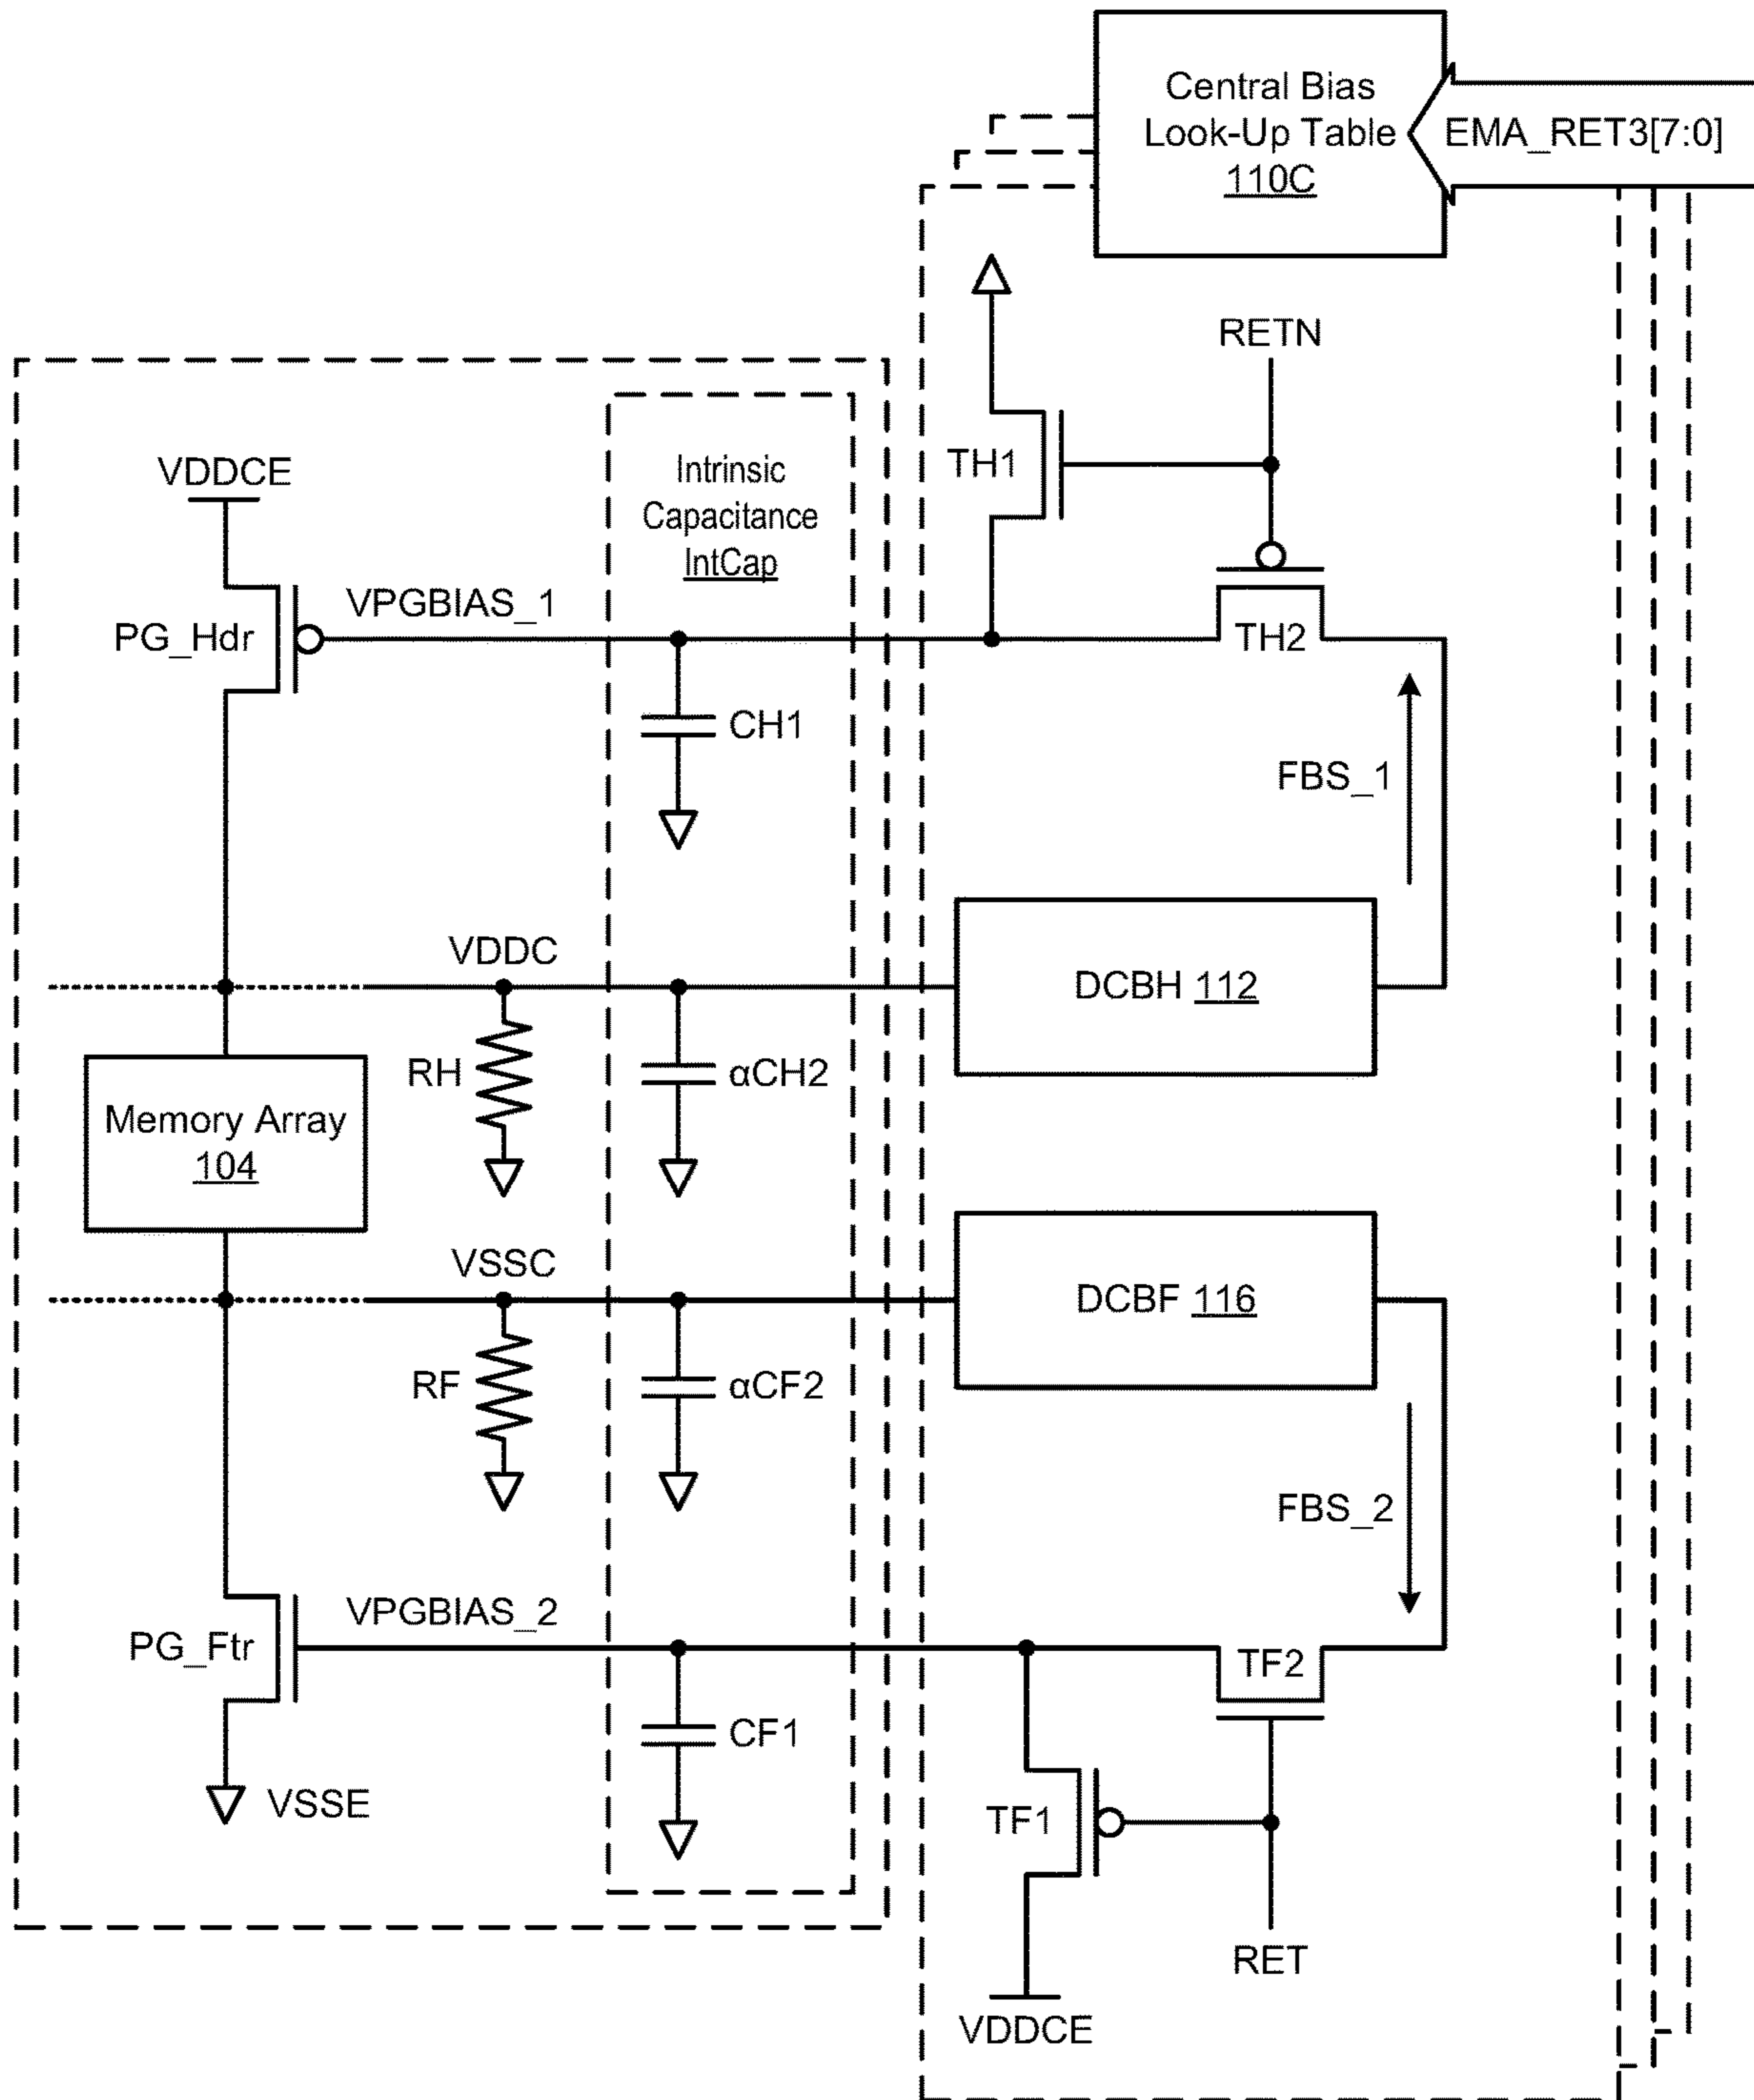 Central Bias
Look-Up Table
110C
EMA_RET3[7:0]
RETN
TH1
VDDCE
Intrinsic
Capacitance
IntCap
VPGBIAS_1
PG_Hdr
TH2
CH1
FBS_1
VDDC
DCBH 112
RH
αCH2
Memory Array
104
VSSC
DCBF 116
RF
αCF2
FBS_2
VPGBIAS_2
PG_Ftr
TF2
CF1
VSSE
TF1
RET
VDDCE